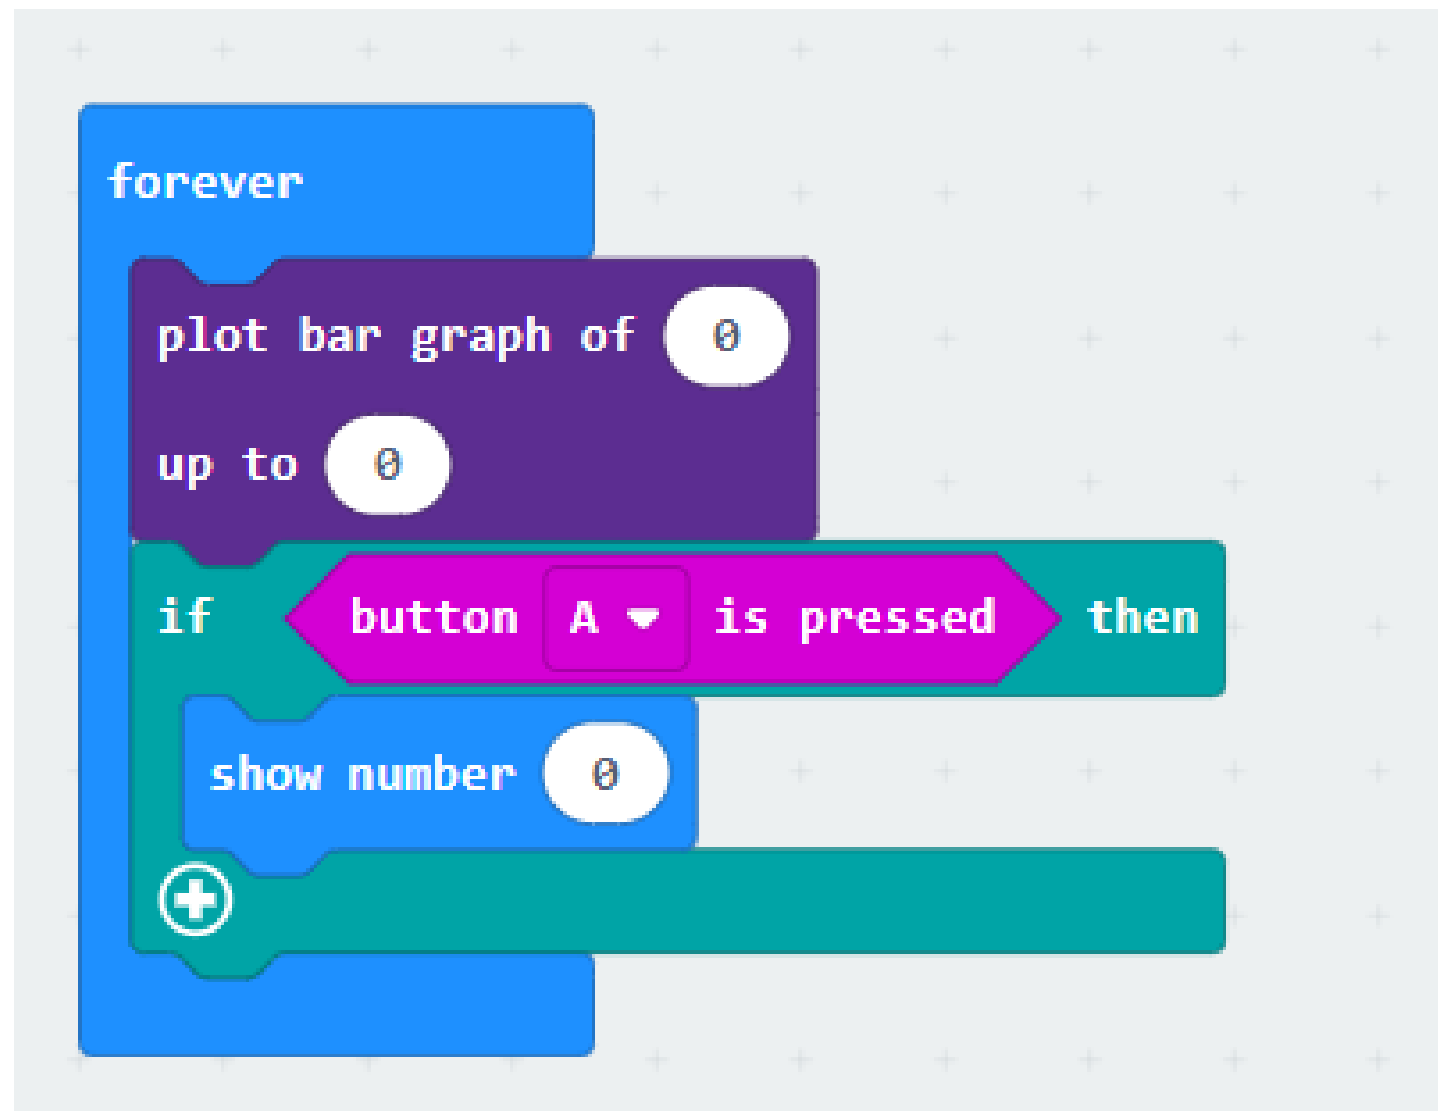 forever
plot bar graph of 0
up to 0
if button A is pressed then
show number 0